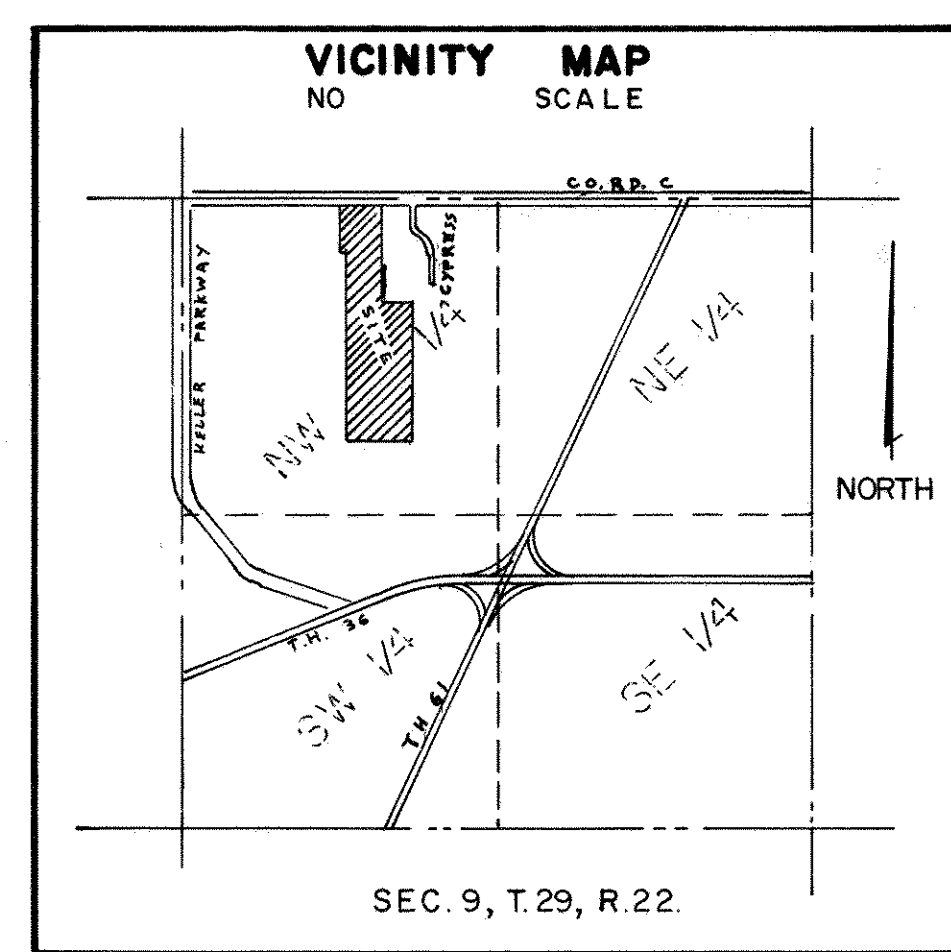 VICINITY MAP
NO SCALE
CO. RD. C
KELLER PARKWAY
CYPRESS
SITE
NW 1/4
NE 1/4
NORTH
T.H. 36
SW 1/4
TH 61
SE 1/4
SEC. 9, T. 29, R. 22.